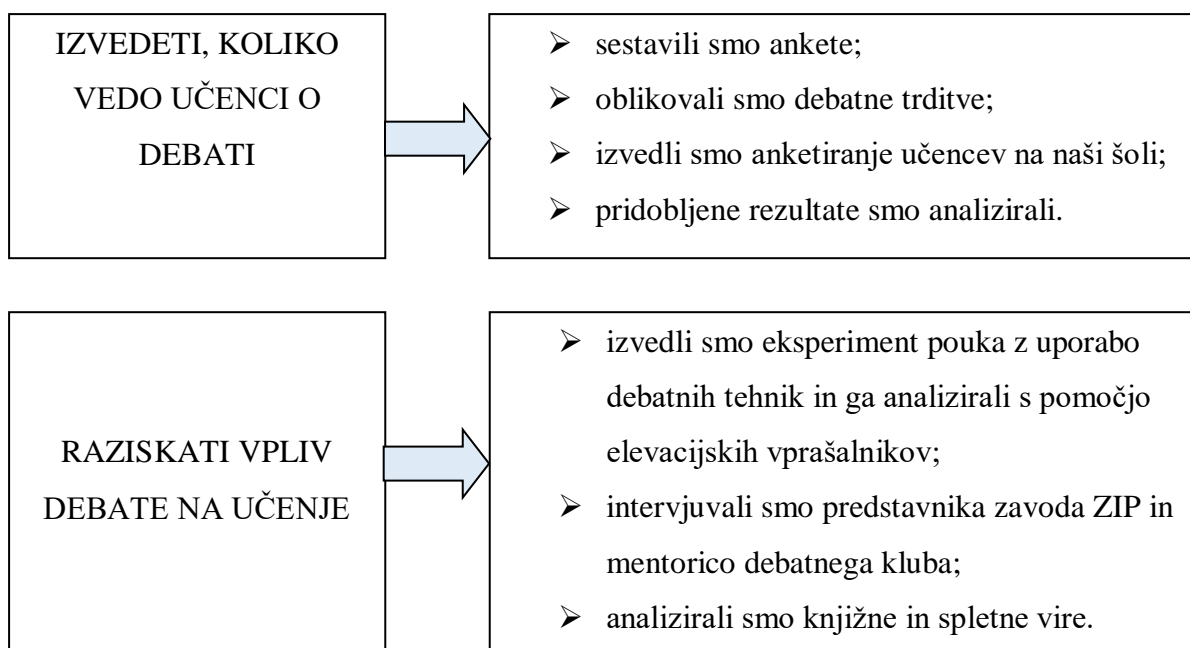 IZVEDETI, KOLIKO
VEDO UČENCI O
DEBATI
➢ sestavili smo ankete;
➢ oblikovali smo debatne trditve;
➢ izvedli smo anketiranje učencev na naši šoli;
➢ pridobljene rezultate smo analizirali.
RAZISKATI VPLIV
DEBATE NA UČENJE
➢ izvedli smo eksperiment pouka z uporabo
debatnih tehnik in ga analizirali s pomočjo
elevacijskih vprašalnikov;
➢ intervjuvali smo predstavnika zavoda ZIP in
mentorico debatnega kluba;
➢ analizirali smo knjižne in spletne vire.